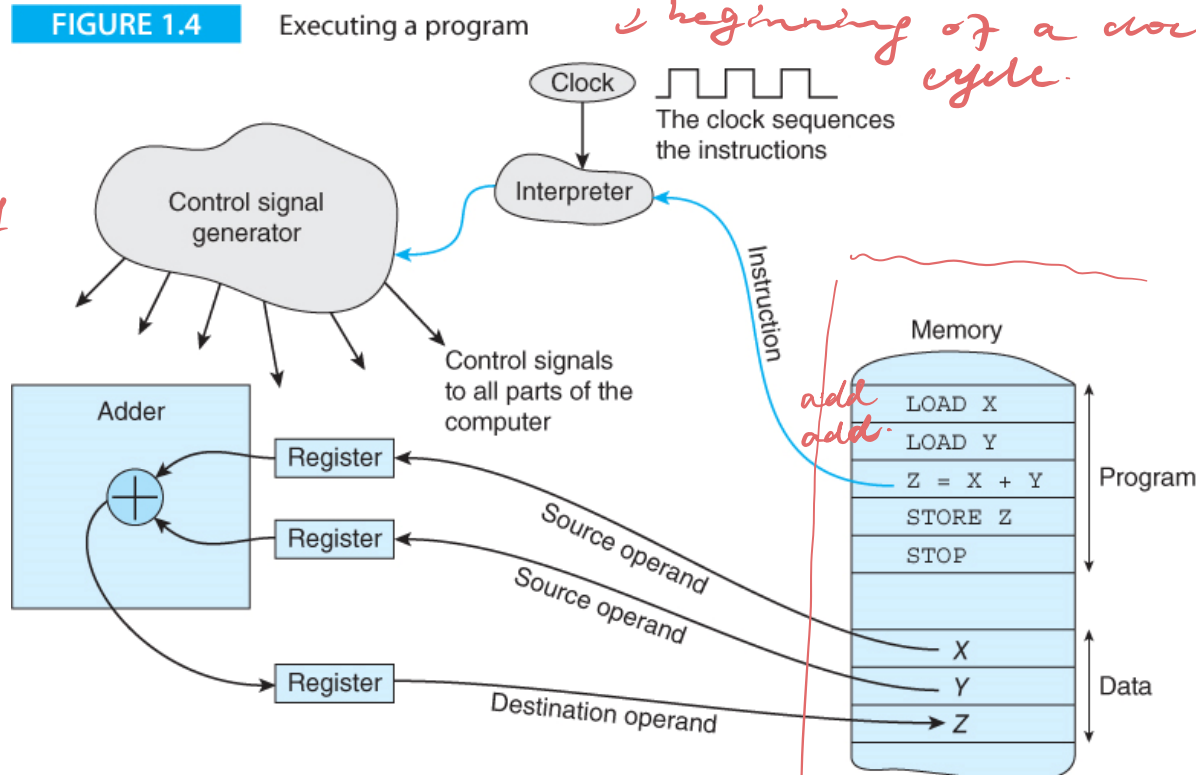 FIGURE 1.4 Executing a program
beginning of a
cycle.
Clock
The clock sequences
the instructions
Interpreter
Control signal
generator
Instruction
Control signals
to all parts of the
computer
Memory
add
LOAD X
add.
LOAD Y
Z = X + Y
STORE Z
STOP
Program
Adder
Register
Register
Source operand
Source operand
X
Y
Z
Data
Register
Destination operand